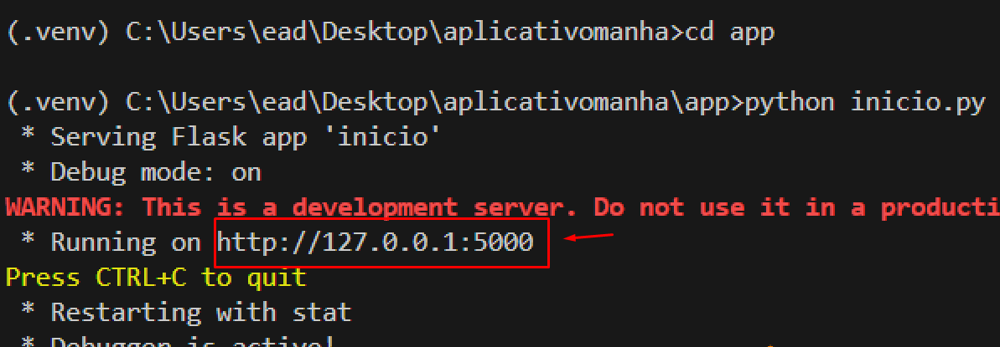 (.venv) C:\Users\ead\Desktop\aplicativomanha>cd app
(.venv) C:\Users\ead\Desktop\aplicativomanha\app>python inicio.py
* Serving Flask app 'inicio'
* Debug mode: on
WARNING: This is a development server. Do not use it in a producti
* Running on http://127.0.0.1:5000
Press CTRL+C to quit
* Restarting with stat
* Debugger is active!